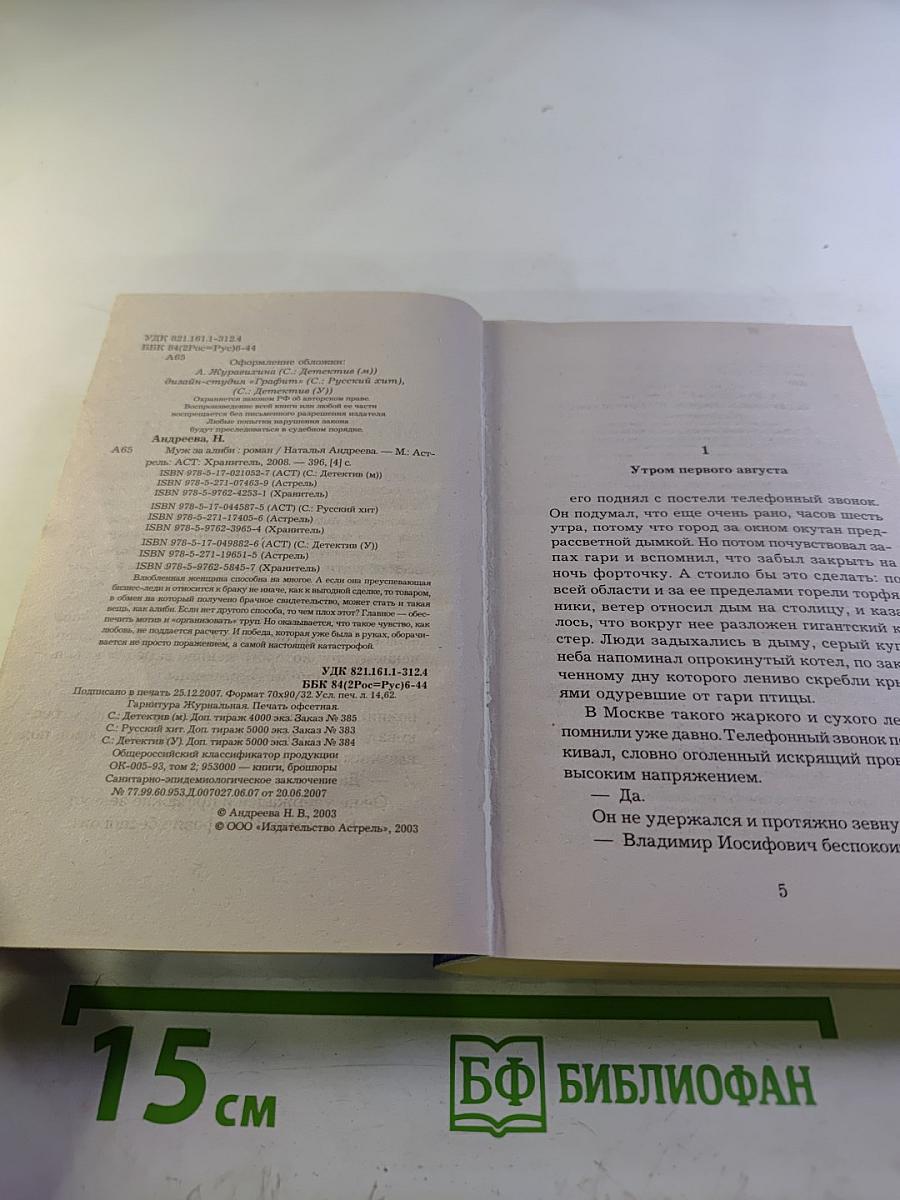 УДК 821.161.1-312.4
ББК 84(2Рос=Рус)6-44
А65
Оформление обложки:
А. Журавихина (С.: Детектив (м))
дизайн-студия «Графит» (С.: Русский хит),
(С.: Детектив (У))
Охраняется законом РФ об авторском праве.
Воспроизведение всей книги или любой ее части
воспрещается без письменного разрешения издателя.
Любые попытки нарушения закона
будут преследоваться в судебном порядке.
Андреева, Н.
А65 Муж за алиби : роман / Наталья Андреева. — М.: Аст-
рель: АСТ: Хранитель, 2008. — 396, [4] с.
ISBN 978-5-17-021052-7 (АСТ) (С.: Детектив (м))
ISBN 978-5-271-07463-9 (Астрель)
ISBN 978-5-9762-4253-1 (Хранитель)
ISBN 978-5-17-044587-5 (АСТ) (С.: Русский хит)
ISBN 978-5-271-17405-6 (Астрель)
ISBN 978-5-9762-3965-4 (Хранитель)
ISBN 978-5-17-049882-6 (АСТ) (С.: Детектив (У))
ISBN 978-5-271-19651-5 (Астрель)
ISBN 978-5-9762-5845-7 (Хранитель)
Влюбленная женщина способна на многое. А если она преуспевающая
бизнес-леди и относится к браку не иначе, как к выгодной сделке, то товаром,
в обмен на который получено брачное свидетельство, может стать и такая
вещь, как алиби. Если нет другого способа, то чем плох этот? Главное — обес-
печить мотив и «организовать» труп. Но оказывается, что такое чувство, как
любовь, не поддается расчету. И победа, которая уже была в руках, оборачи-
вается не просто поражением, а самой настоящей катастрофой.
УДК 821.161.1-312.4
ББК 84(2Рос=Рус)6-44
Подписано в печать 25.12.2007. Формат 70x90/32. Усл. печ. л. 14,62.
Гарнитура Журнальная. Печать офсетная.
С.: Детектив (м). Доп. тираж 4000 экз. Заказ № 385
С.: Русский хит. Доп. тираж 5000 экз. Заказ № 383
С.: Детектив (У). Доп. тираж 5000 экз. Заказ № 384
Общероссийский классификатор продукции
ОК-005-93, том 2; 953000 — книги, брошюры
Санитарно-эпидемиологическое заключение
№ 77.99.60.953.Д.007027.06.07 от 20.06.2007
© Андреева Н. В., 2003
© ООО «Издательство Астрель», 2003
1
Утром первого августа
его поднял с постели телефонный звонок.
Он подумал, что еще очень рано, часов шесть
утра, потому что город за окном окутан пред-
рассветной дымкой. Но потом почувствовал за-
пах гари и вспомнил, что забыл закрыть на
ночь форточку. А стоило бы это сделать: по
всей области и за ее пределами горели торфя
ники, ветер относил дым на столицу, и каза
лось, что вокруг нее разложен гигантский к
стер. Люди задыхались в дыму, серый куп
неба напоминал опрокинутый котел, по зак
ченному дну которого лениво скребли кры
ями одуревшие от гари птицы.
В Москве такого жаркого и сухого ле
помнили уже давно. Телефонный звонок по
кивал, словно оголенный искрящий пров
высоким напряжением.
— Да.
Он не удержался и протяжно зевну
— Владимир Иосифович беспокои
5
15 см
БФ БИБЛИОФАН